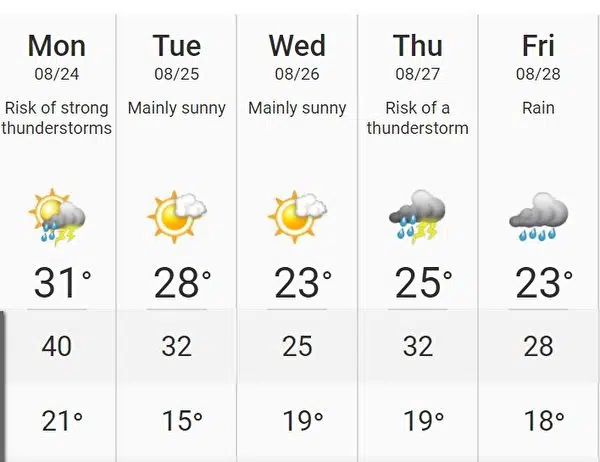 Mon Tue Wed Thu Fri
08/24 08/25 08/26 08/27 08/28
Risk of strong Mainly sunny Mainly sunny Risk of a Rain
thunderstorms thunderstorm
31° 28° 23° 25° 23°
40 32 25 32 28
21° 15° 19° 19° 18°